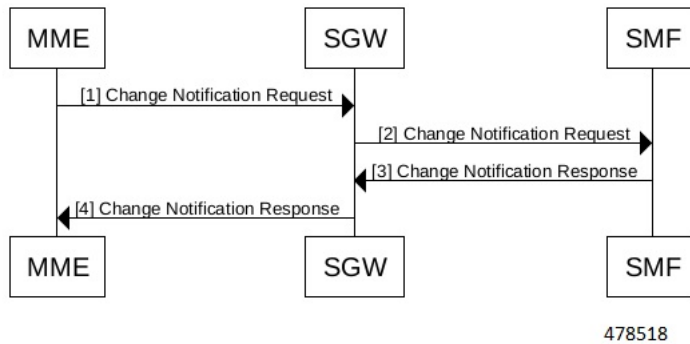 MME
SGW
SMF
[1] Change Notification Request
[2] Change Notification Request
[3] Change Notification Response
[4] Change Notification Response
MME
SGW
SMF
478518